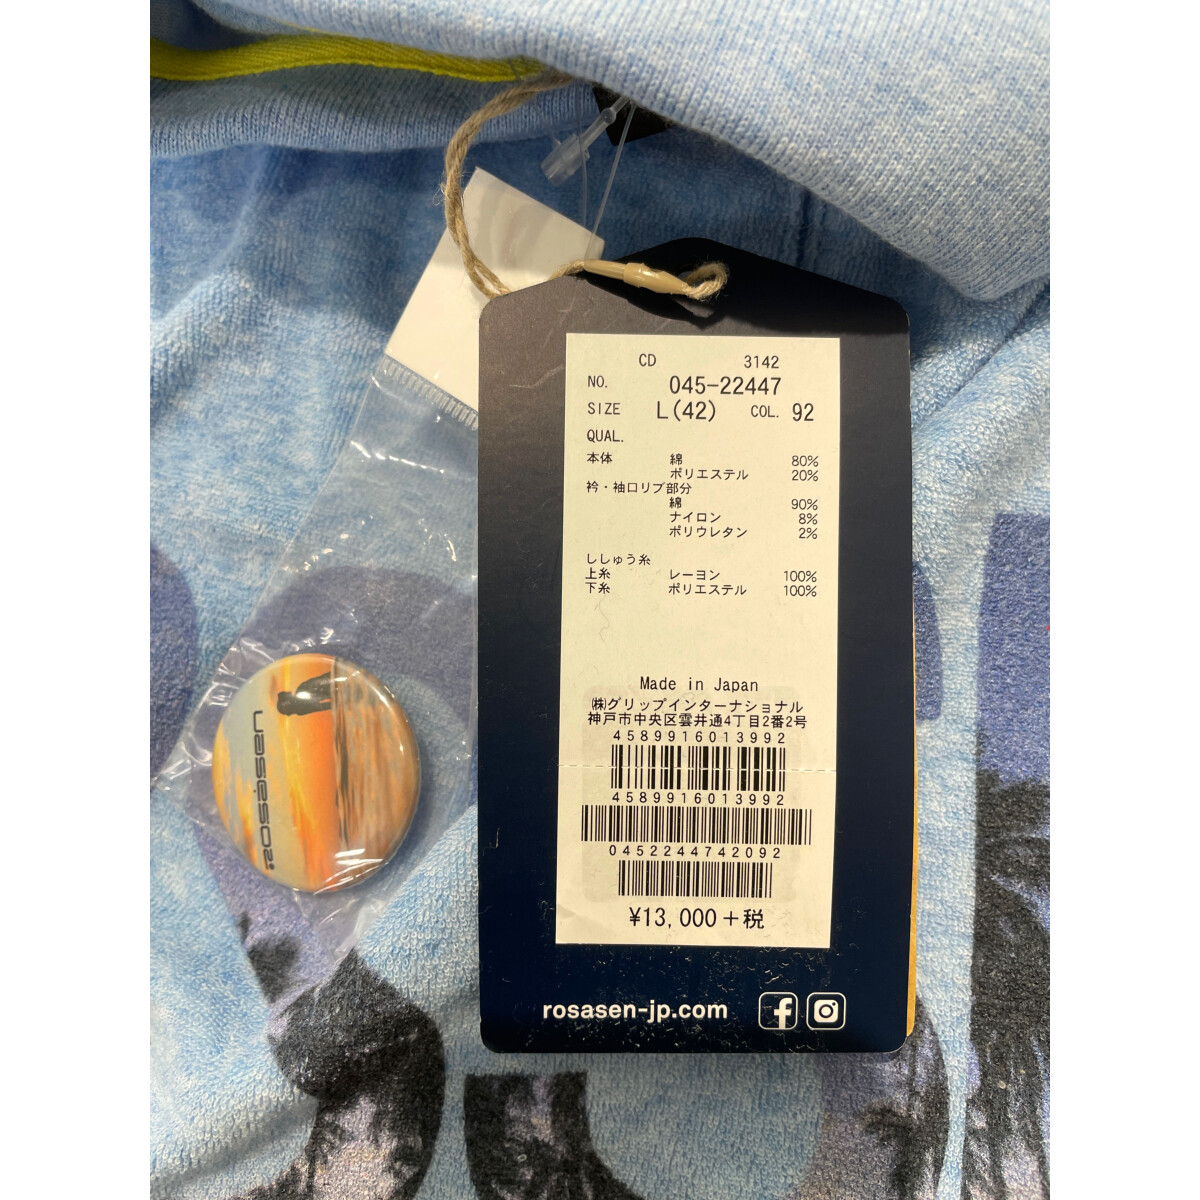 CD 3142
NO. 045-22447
SIZE L(42) COL. 92
QUAL.
本体 綿 80%
ポリエステル 20%
衿・袖口リブ部分
綿 90%
ナイロン 8%
ポリウレタン 2%
ししゅう糸
上糸 レーヨン 100%
下糸 ポリエステル 100%
Made in Japan
㈱グリップインターナショナル
神戸市中央区雲井通4丁目2番2号
4589916013992
4589916013992
0452244742092
¥13,000+税
rosasen-jp.com
rosasen